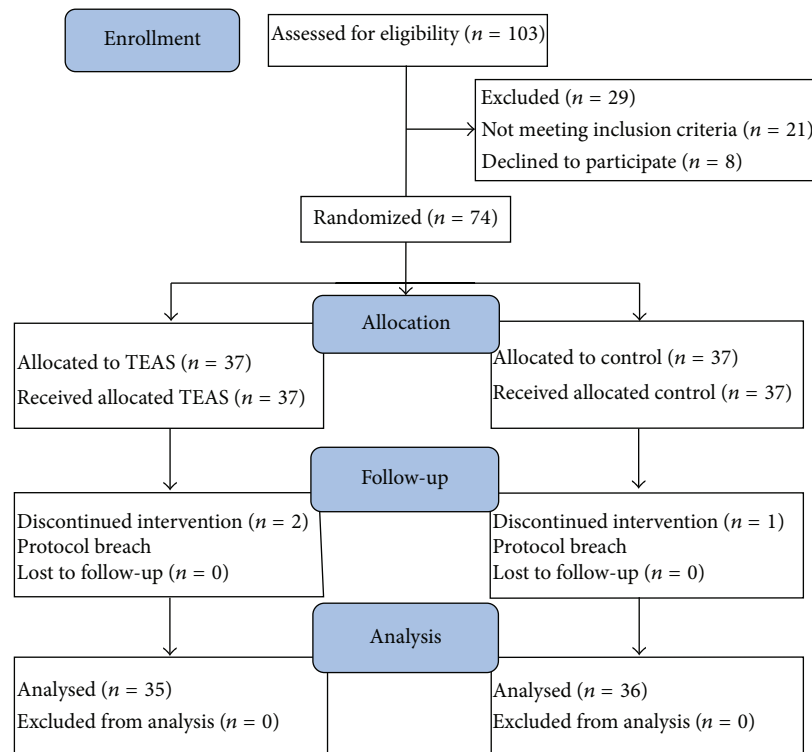 Enrollment
Assessed for eligibility (n = 103)
Excluded (n = 29)
Not meeting inclusion criteria (n = 21)
Declined to participate (n = 8)
Randomized (n = 74)
Allocation
Allocated to TEAS (n = 37)
Received allocated TEAS (n = 37)
Allocated to control (n = 37)
Received allocated control (n = 37)
Follow-up
Discontinued intervention (n = 2)
Protocol breach
Lost to follow-up (n = 0)
Discontinued intervention (n = 1)
Protocol breach
Lost to follow-up (n = 0)
Analysis
Analysed (n = 35)
Excluded from analysis (n = 0)
Analysed (n = 36)
Excluded from analysis (n = 0)